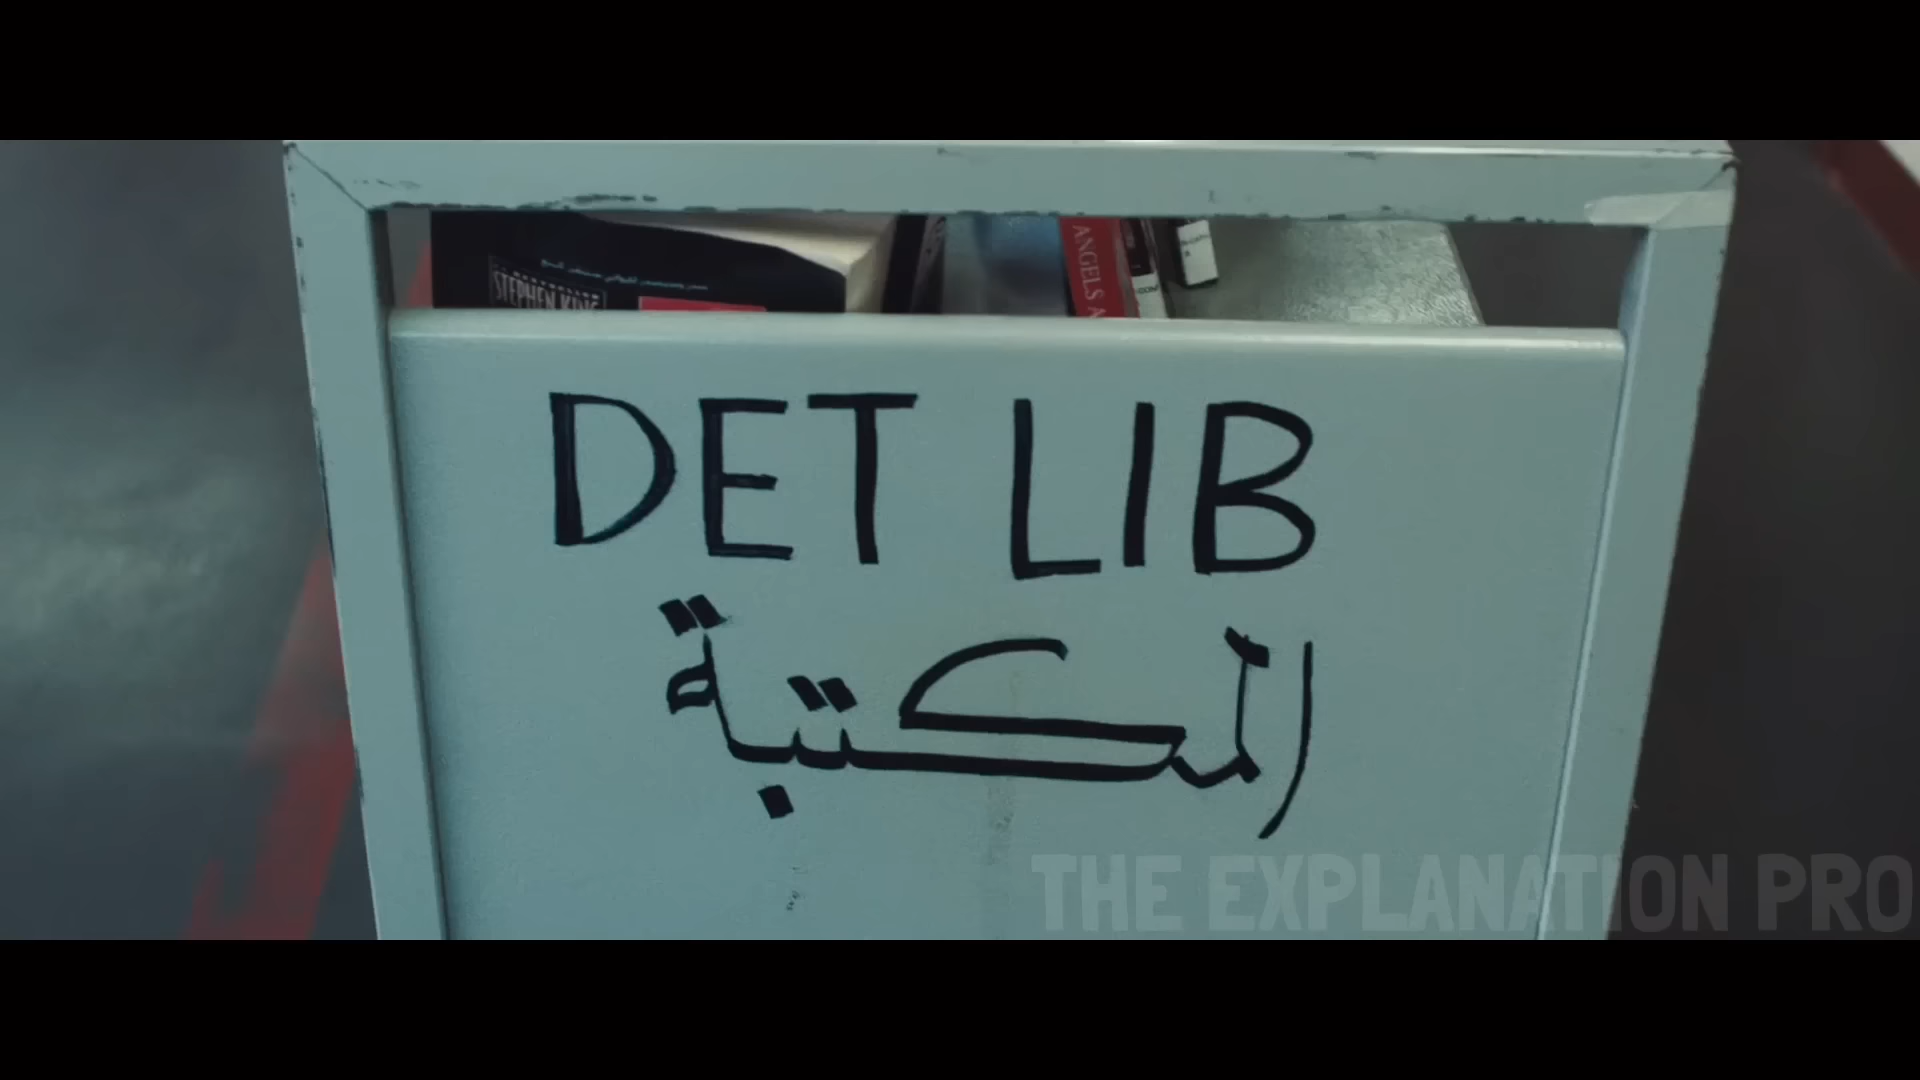 STEPHEN KING
ANGELS A
DET LIB
المكتبة
THE EXPLANATION PRO